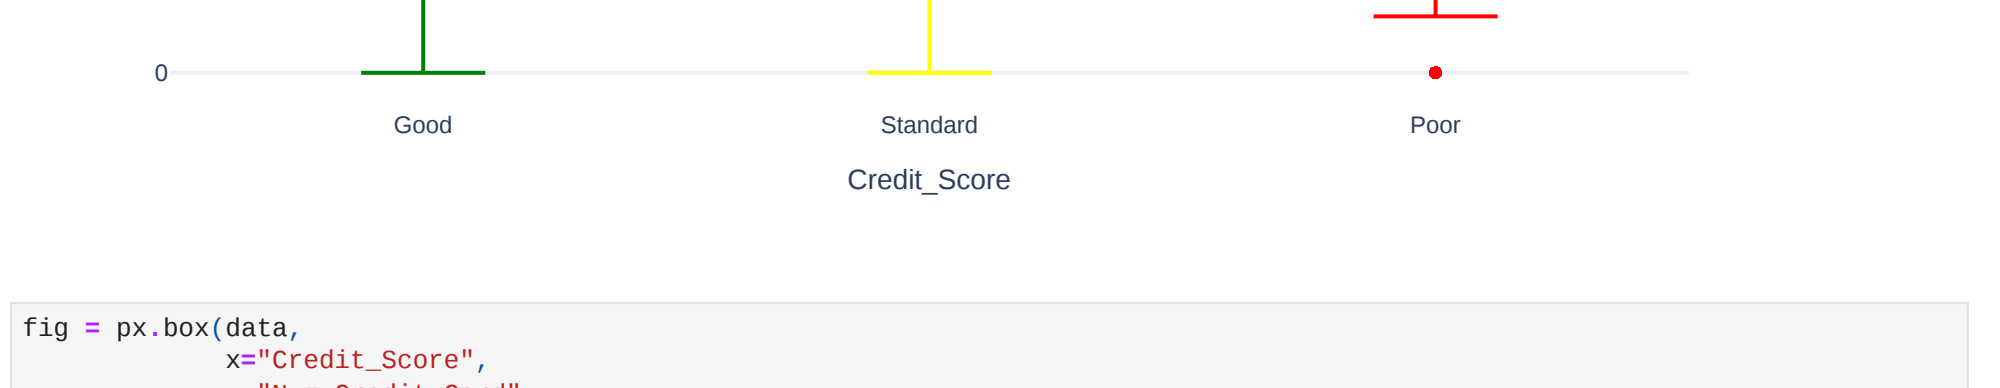 0
Good Standard Poor
Credit_Score
fig = px.box(data,
x="Credit_Score",